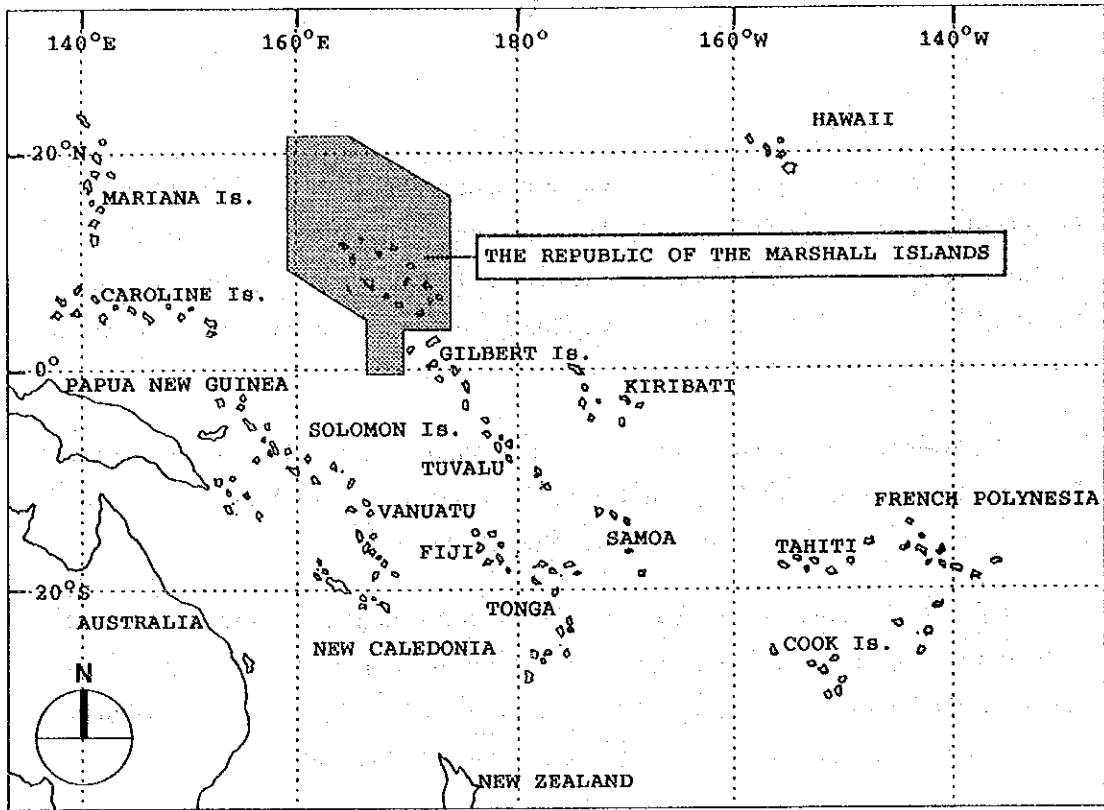 140°E 160°E 180° 160°W 140°W
HAWAII
20°N
MARIANA Is.
THE REPUBLIC OF THE MARSHALL ISLANDS
CAROLINE Is.
GILBERT Is.
0°
PAPUA NEW GUINEA
KIRIBATI
SOLOMON Is.
TUVALU
FRENCH POLYNESIA
VANUATU
SAMOA
FIJI
TAHITI
20°S
TONGA
AUSTRALIA
NEW CALEDONIA
COOK Is.
N
NEW ZEALAND